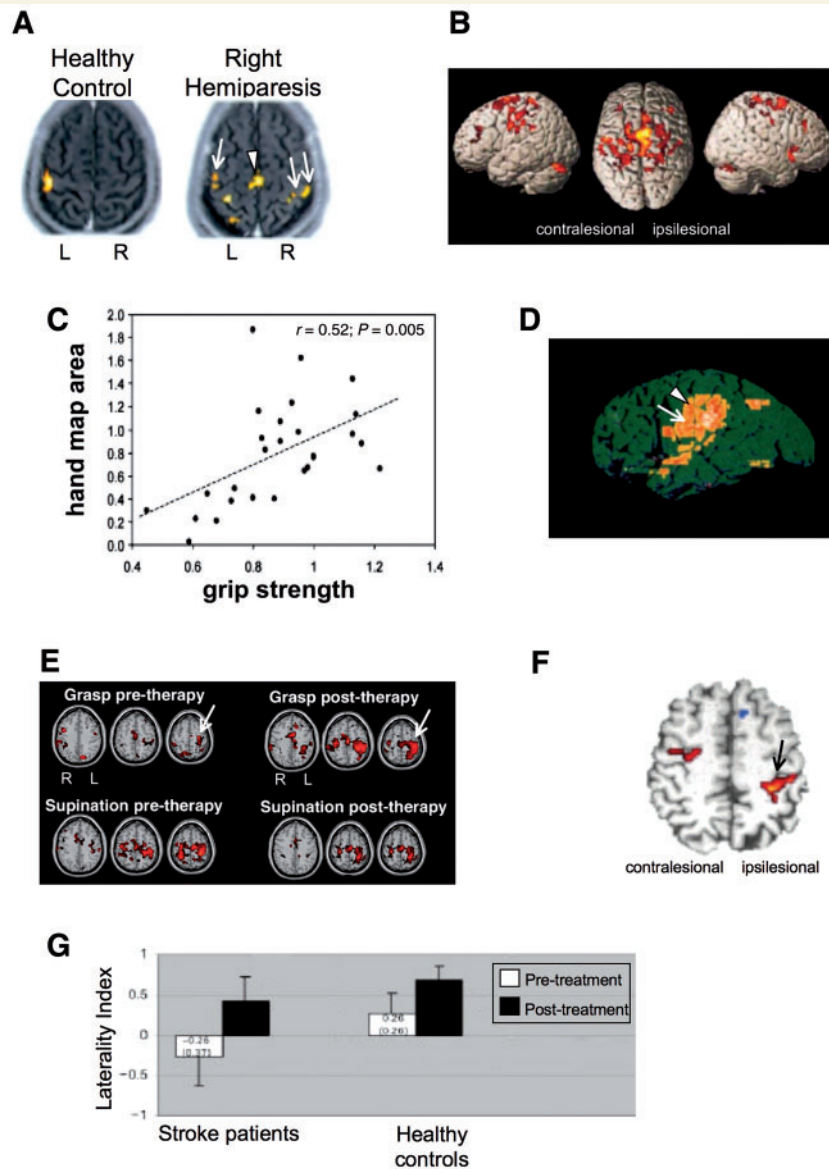 A
Healthy Control
Right Hemiparesis
L R L R
B
contralesional ipsilesional
C
r = 0.52; P = 0.005
hand map area
2.0
1.8
1.6
1.4
1.2
1.0
0.8
0.6
0.4
0.2
0.0
0.4 0.6 0.8 1 1.2 1.4
grip strength
D
E
Grasp pre-therapy
R L
Grasp post-therapy
R L
Supination pre-therapy
Supination post-therapy
F
contralesional ipsilesional
G
Laterality Index
1
0.5
0
−0.5
−1
−0.26
(0.37)
0.26
(0.26)
Pre-treatment
Post-treatment
Stroke patients
Healthy controls